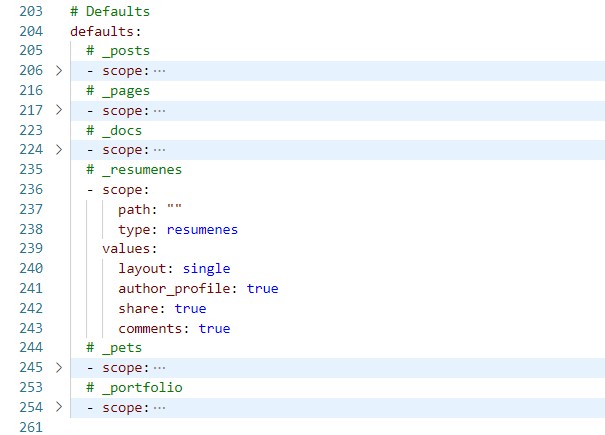 203 # Defaults
204 defaults:
205 # _posts
206 > - scope:···
216 # _pages
217 > - scope:···
223 # _docs
224 > - scope:···
235 # _resumenes
236 - scope:
237 path: ""
238 type: resumenes
239 values:
240 layout: single
241 author_profile: true
242 share: true
243 comments: true
244 # _pets
245 > - scope:···
253 # _portfolio
254 > - scope:···
261